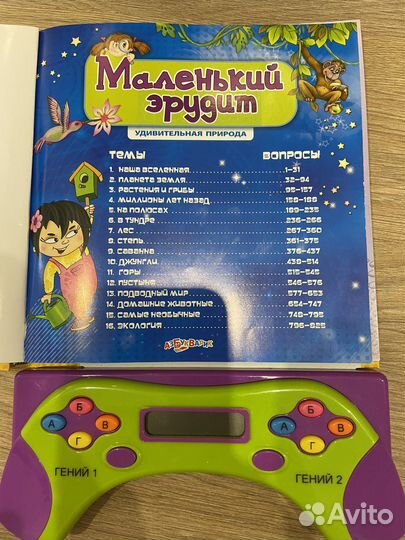 Маленький
эрудит
УДИВИТЕЛЬНАЯ ПРИРОДА
ТЕМЫ ВОПРОСЫ
1. НАША ВСЕЛЕННАЯ 1-31
2. ПЛАНЕТА ЗЕМЛЯ 32-94
3. РАСТЕНИЯ И ГРИБЫ 95-157
4. МИЛЛИОНЫ ЛЕТ НАЗАД 158-188
5. НА ПОЛЮСАХ 189-235
6. В ТУНДРЕ 236-266
7. ЛЕС 267-360
8. СТЕПЬ 361-375
9. САВАННА 376-437
10. ДЖУНГЛИ 438-514
11. ГОРЫ 515-545
12. ПУСТЫНЕ 546-576
13. ПОДВОДНЫЙ МИР 577-653
14. ДОМАШНИЕ ЖИВОТНЫЕ 654-747
15. САМЫЕ НЕОБЫЧНЫЕ 748-795
16. ЭКОЛОГИЯ 796-825
АЗБУКВАРИК
Б Б
А В А В
Г Г
ГЕНИЙ 1 ГЕНИЙ 2
Avito